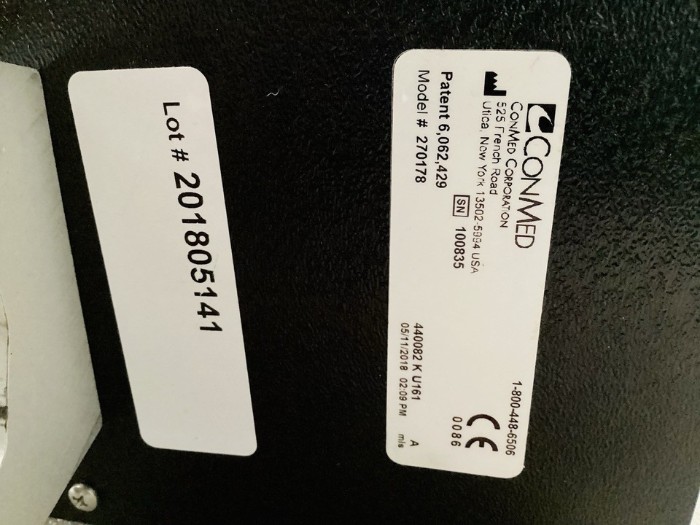 CONMED
CONMED CORPORATION
525 French Road
Utica, New York 13502-5994 USA
1-800-448-6506
Patent 6,062,429
Model # 270178
SN 100835
CE
0086
440082 K U161 A
05/11/2018 02:09 PM mls
Lot # 201805141